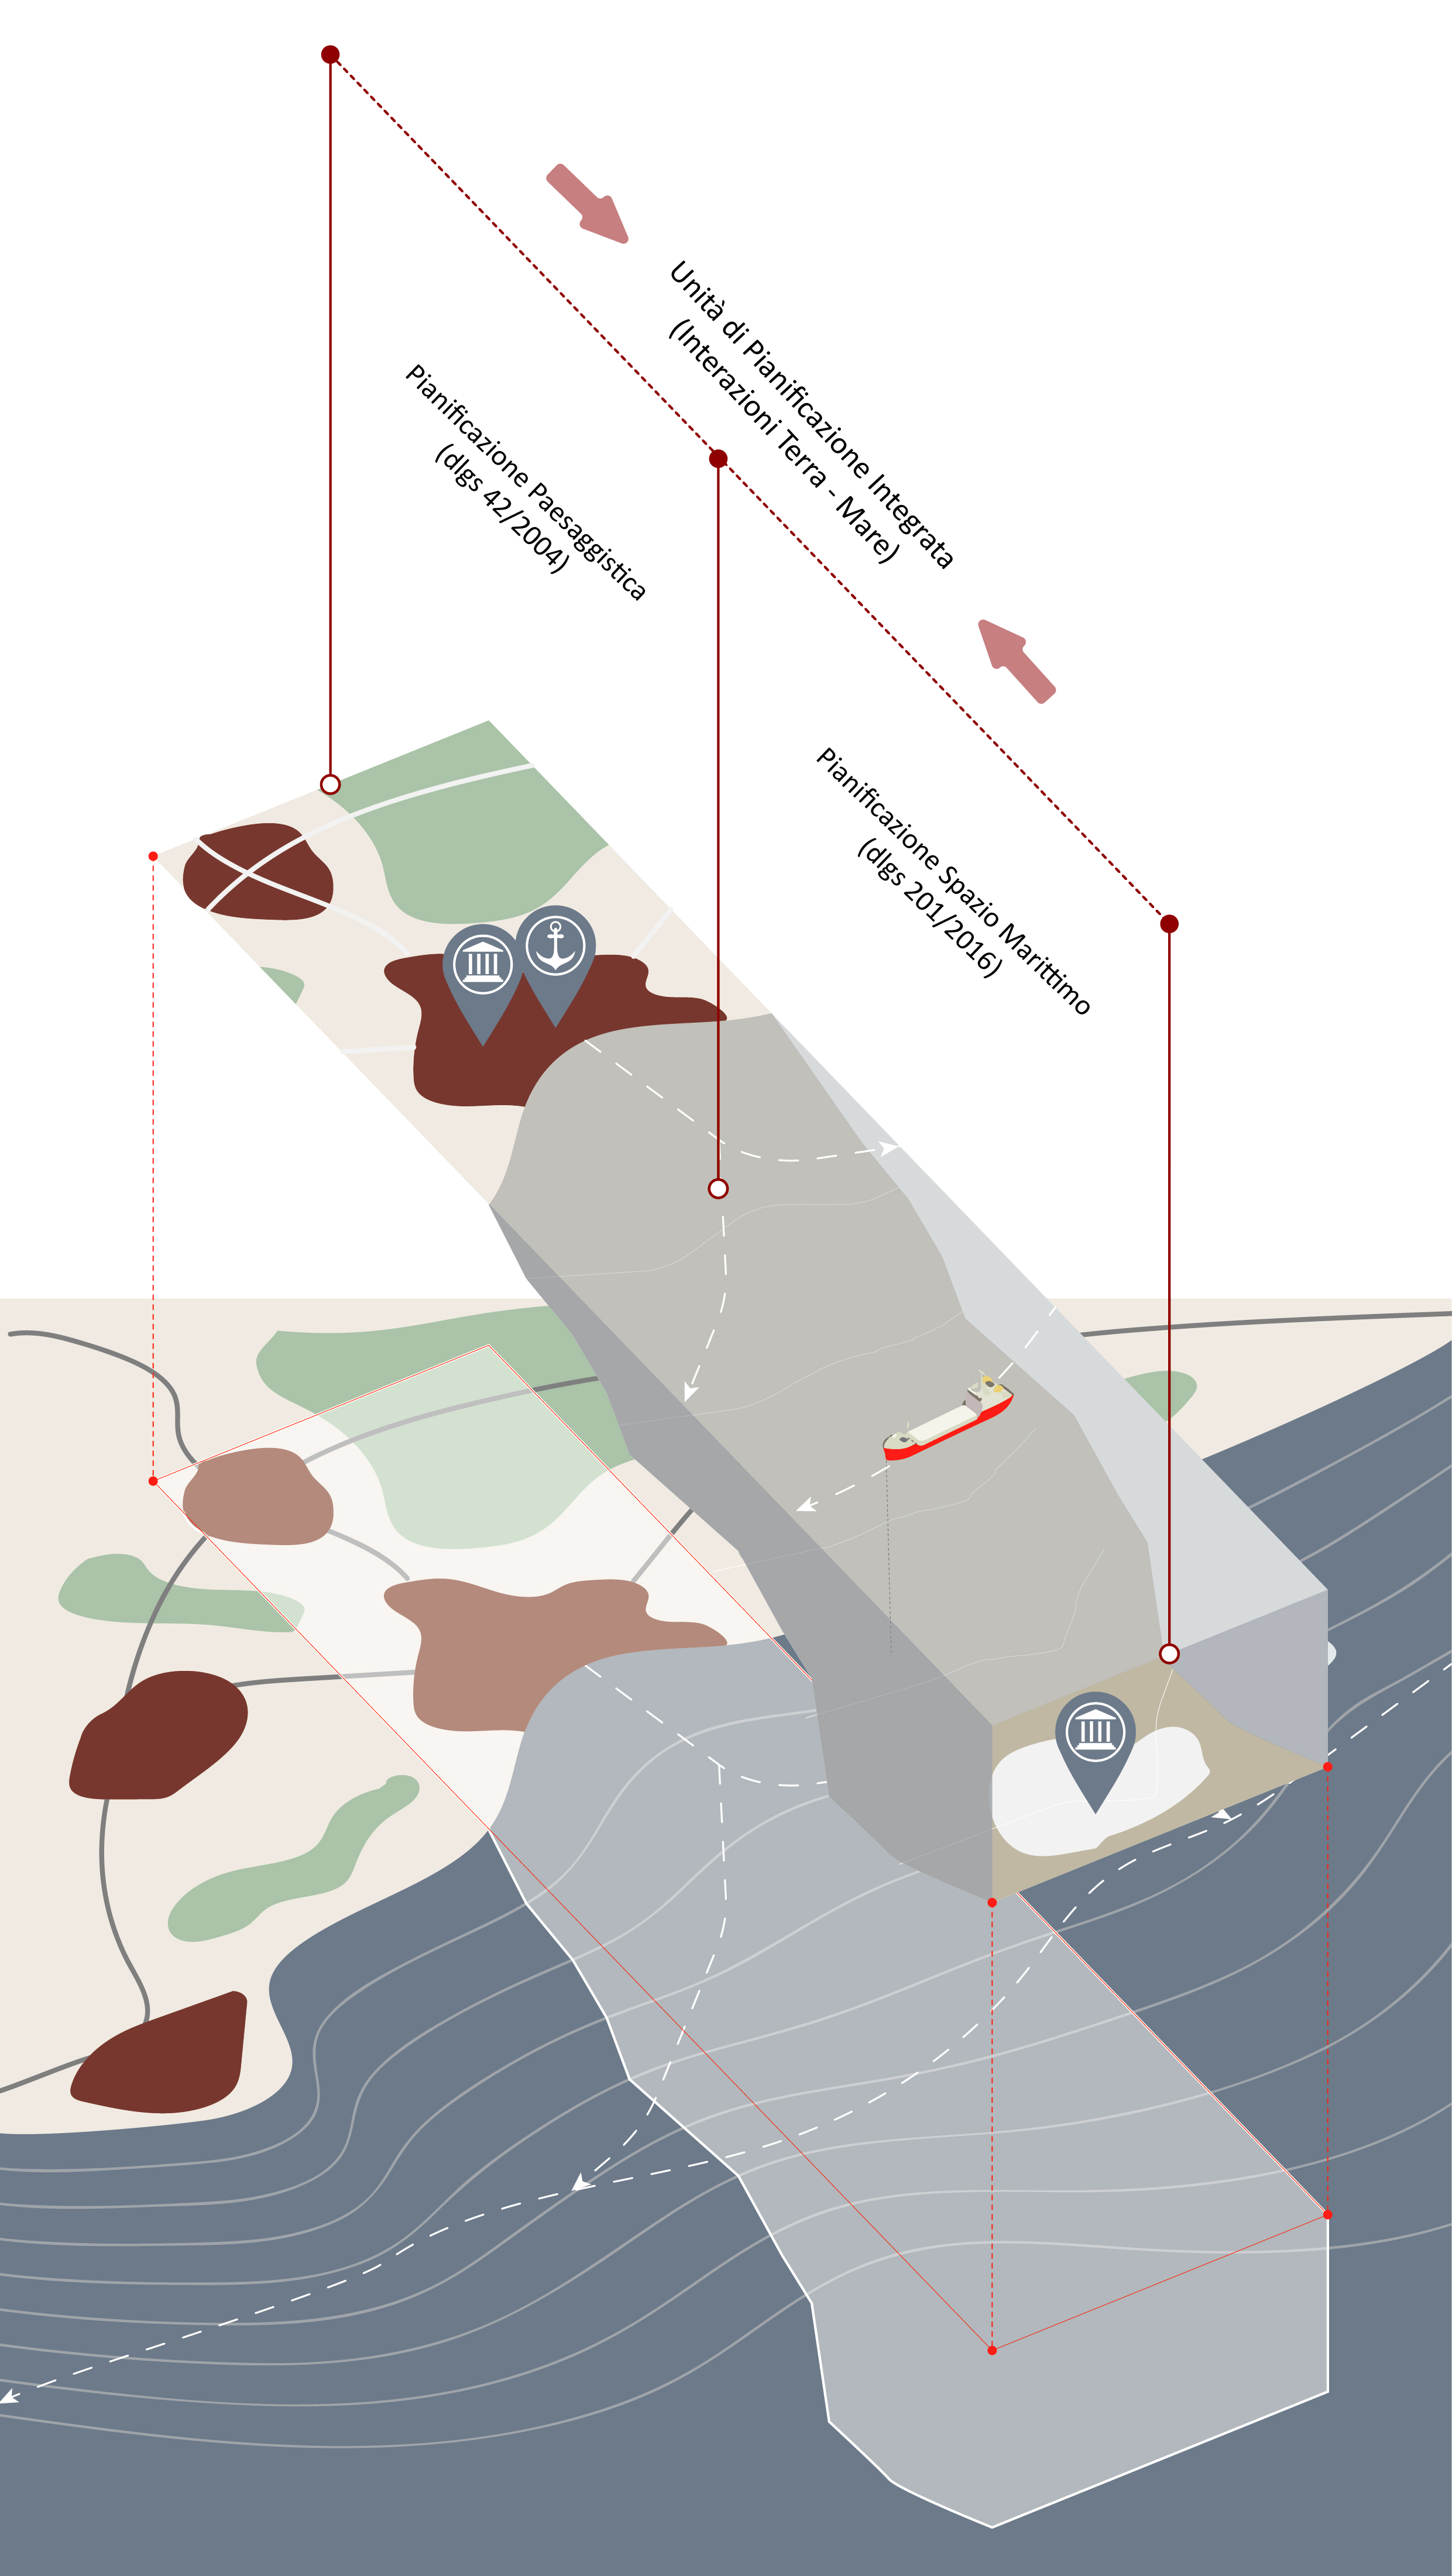 Unità di Pianificazione Integrata
(Interazioni Terra - Mare)
Pianificazione Paesaggistica
(dlgs 42/2004)
Pianificazione Spazio Marittimo
(dlgs 201/2016)